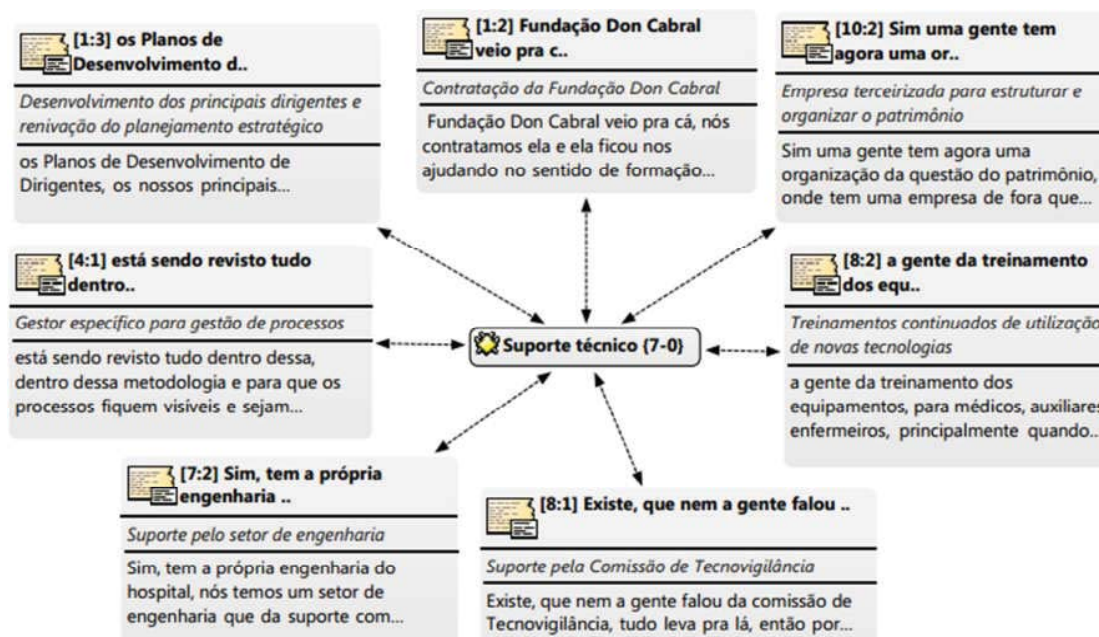 [1:3] os Planos de
Desenvolvimento d..
Desenvolvimento dos principais dirigentes e
renivação do planejamento estratégico
os Planos de Desenvolvimento de
Dirigentes, os nossos principais...
[1:2] Fundação Don Cabral
veio pra c..
Contratação da Fundação Don Cabral
Fundação Don Cabral veio pra cá, nós
contratamos ela e ela ficou nos
ajudando no sentido de formação...
[10:2] Sim uma gente tem
agora uma or..
Empresa terceirizada para estruturar e
organizar o patrimônio
Sim uma gente tem agora uma
organização da questão do patrimônio,
onde tem uma empresa de fora que...
[4:1] está sendo revisto tudo
dentro..
Gestor específico para gestão de processos
está sendo revisto tudo dentro dessa,
dentro dessa metodologia e para que os
processos fiquem visíveis e sejam...
Suporte técnico {7-0}
[8:2] a gente da treinamento
dos equ..
Treinamentos continuados de utilização
de novas tecnologias
a gente da treinamento dos
equipamentos, para médicos, auxiliares
enfermeiros, principalmente quando...
[7:2] Sim, tem a própria
engenharia ..
Suporte pelo setor de engenharia
Sim, tem a própria engenharia do
hospital, nós temos um setor de
engenharia que da suporte com...
[8:1] Existe, que nem a gente falou ..
Suporte pela Comissão de Tecnovigilância
Existe, que nem a gente falou da comissão de
Tecnovigilância, tudo leva pra lá, então por...